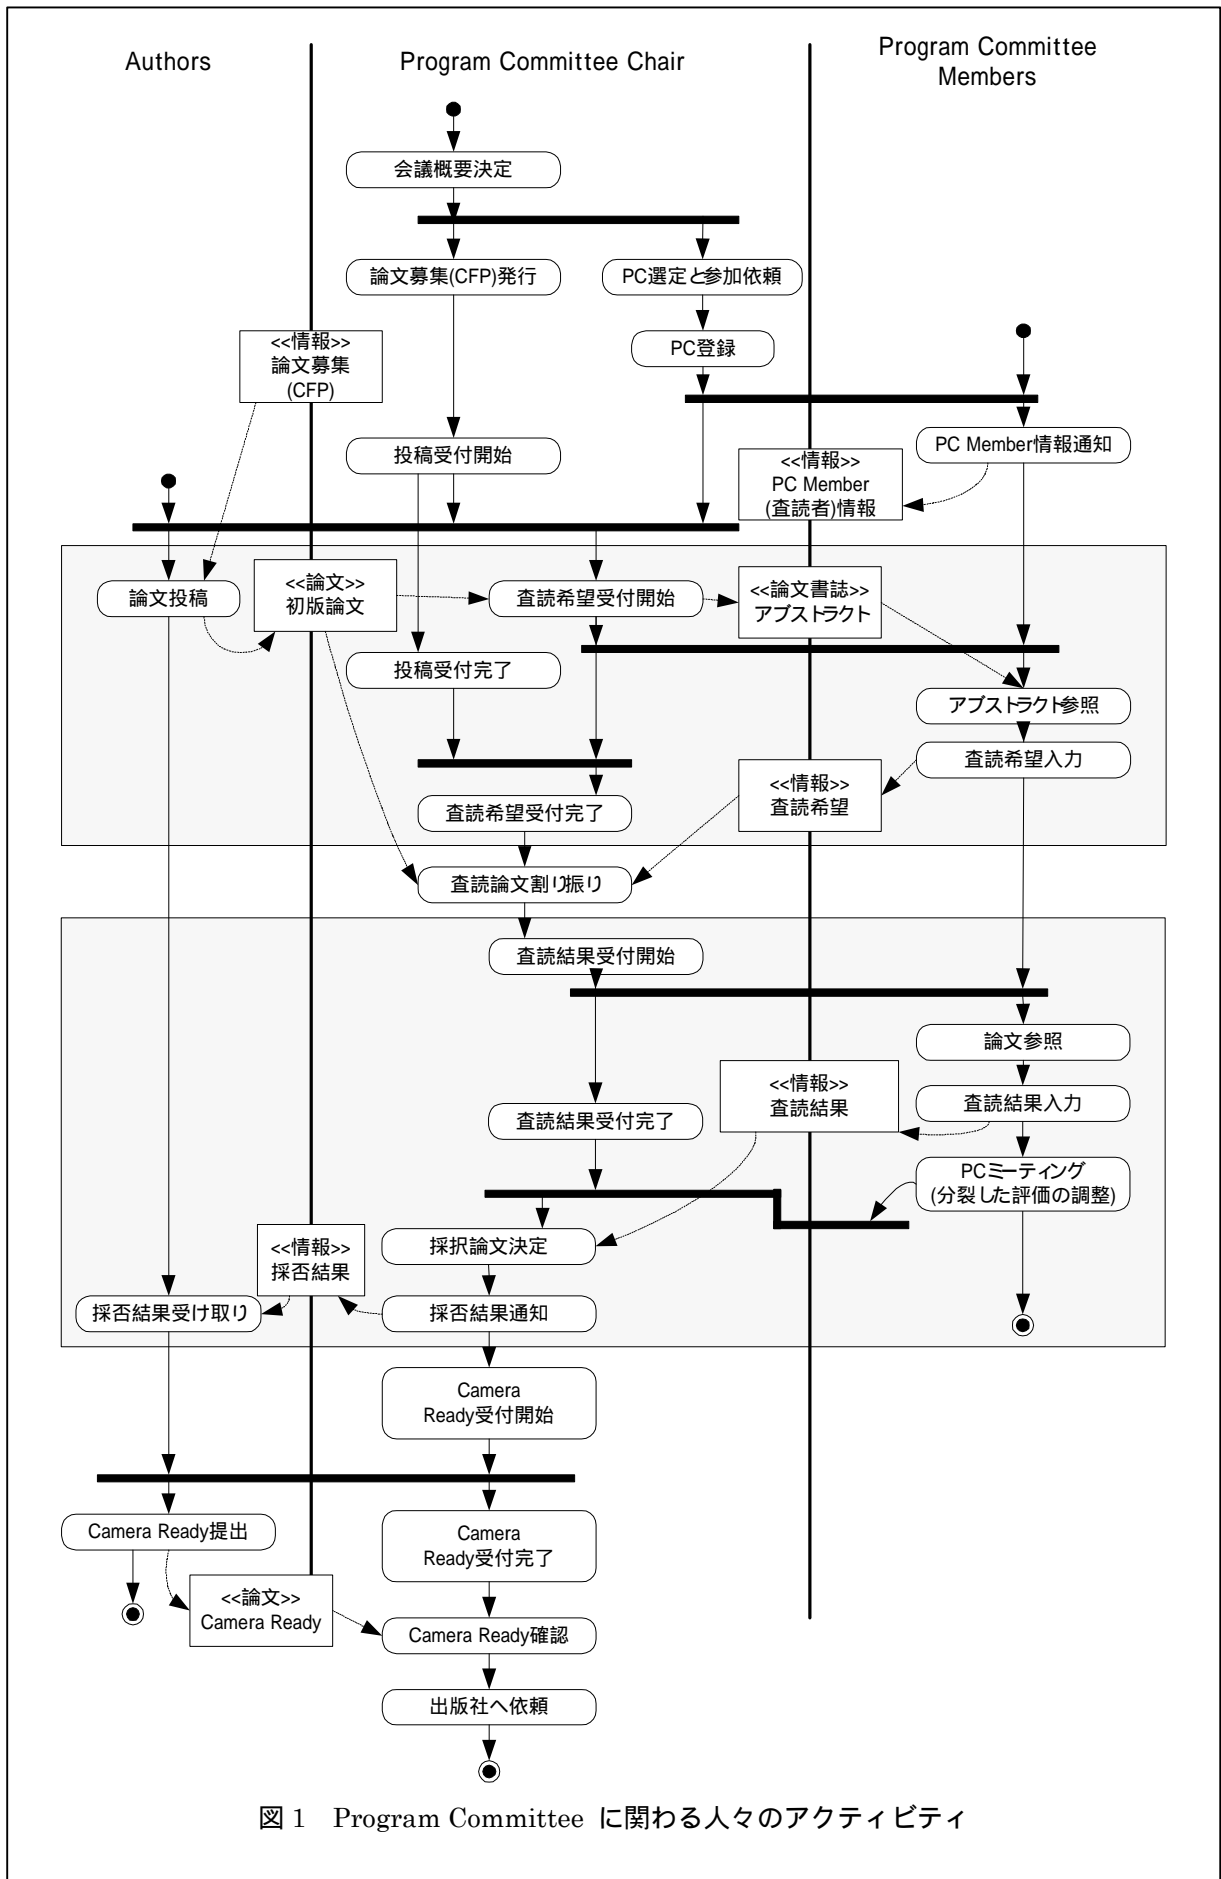 Authors
Program Committee Chair
Program Committee
Members
会議概要決定
論文募集(CFP)発行
PC選定と参加依頼
<<情報>>
論文募集
(CFP)
PC登録
投稿受付開始
PC Member情報通知
<<情報>>
PC Member
(査読者)情報
論文投稿
<<論文>>
初版論文
査読希望受付開始
<<論文書誌>>
アブストラクト
投稿受付完了
アブストラクト参照
査読希望入力
<<情報>>
査読希望
査読希望受付完了
査読論文割り振り
査読結果受付開始
論文参照
<<情報>>
査読結果
査読結果入力
査読結果受付完了
PCミーティング
(分裂した評価の調整)
<<情報>>
採否結果
採択論文決定
採否結果受け取り
採否結果通知
Camera
Ready受付開始
Camera Ready提出
Camera
Ready受付完了
<<論文>>
Camera Ready
Camera Ready確認
出版社へ依頼
図 1 Program Committee に関わる人々のアクティビティ